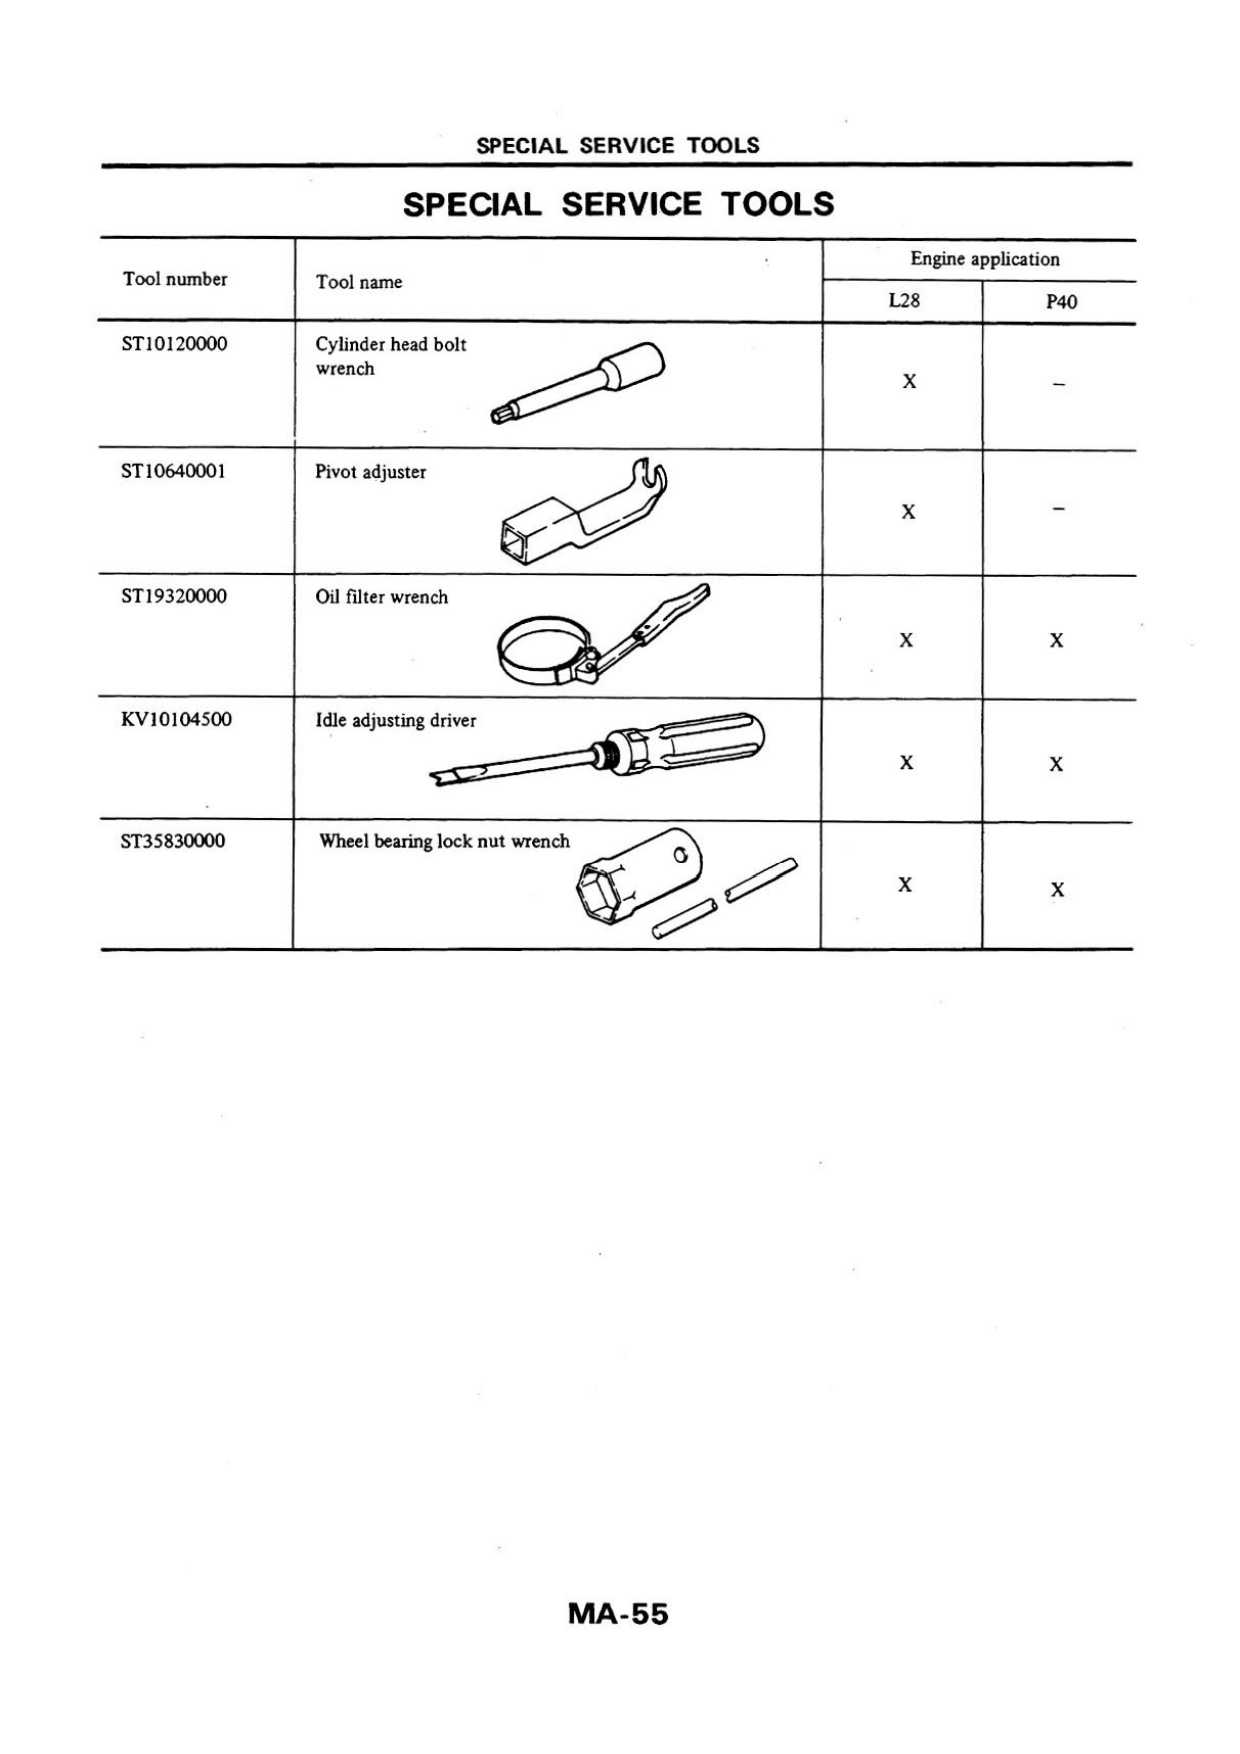 SPECIAL SERVICE TOOLS
SPECIAL SERVICE TOOLS
Tool number
Tool name
Engine application
L28
P40
ST10120000
Cylinder head bolt
wrench
X
–
ST10640001
Pivot adjuster
X
–
ST19320000
Oil filter wrench
X
X
KV10104500
Idle adjusting driver
X
X
ST35830000
Wheel bearing lock nut wrench
X
X
MA-55